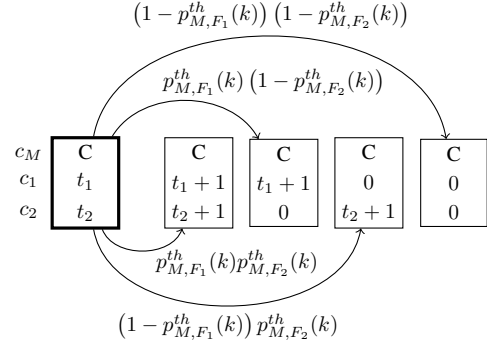 (1 - p^{th}_{M,F_1}(k)) (1 - p^{th}_{M,F_2}(k))
p^{th}_{M,F_1}(k) (1 - p^{th}_{M,F_2}(k))
c_M C C C C C
c_1 t_1 t_1 + 1 t_1 + 1 0 0
c_2 t_2 t_2 + 1 0 t_2 + 1 0
p^{th}_{M,F_1}(k)p^{th}_{M,F_2}(k)
(1 - p^{th}_{M,F_1}(k)) p^{th}_{M,F_2}(k)